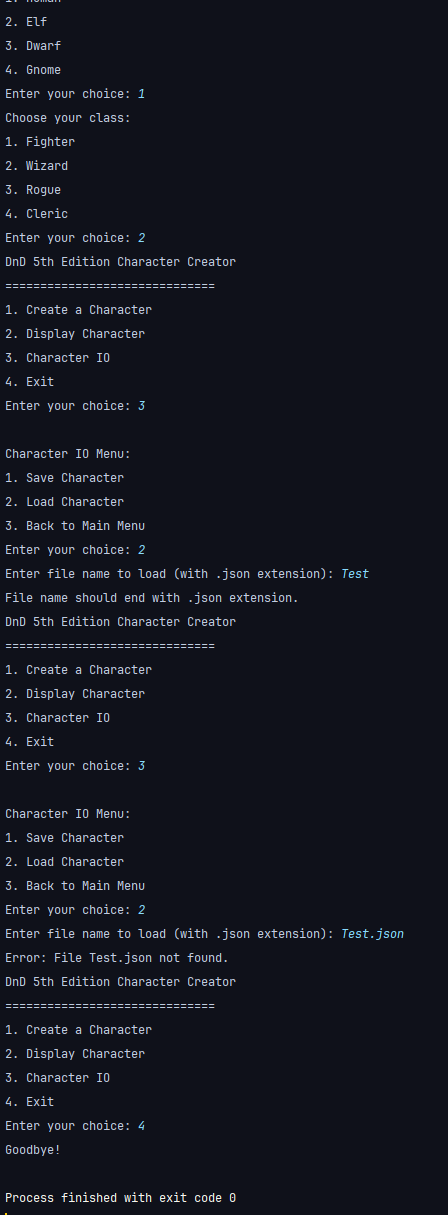 1. Human
2. Elf
3. Dwarf
4. Gnome
Enter your choice: 1
Choose your class:
1. Fighter
2. Wizard
3. Rogue
4. Cleric
Enter your choice: 2
DnD 5th Edition Character Creator
==============================
1. Create a Character
2. Display Character
3. Character IO
4. Exit
Enter your choice: 3

Character IO Menu:
1. Save Character
2. Load Character
3. Back to Main Menu
Enter your choice: 2
Enter file name to load (with .json extension): Test
File name should end with .json extension.
DnD 5th Edition Character Creator
==============================
1. Create a Character
2. Display Character
3. Character IO
4. Exit
Enter your choice: 3

Character IO Menu:
1. Save Character
2. Load Character
3. Back to Main Menu
Enter your choice: 2
Enter file name to load (with .json extension): Test.json
Error: File Test.json not found.
DnD 5th Edition Character Creator
==============================
1. Create a Character
2. Display Character
3. Character IO
4. Exit
Enter your choice: 4
Goodbye!

Process finished with exit code 0